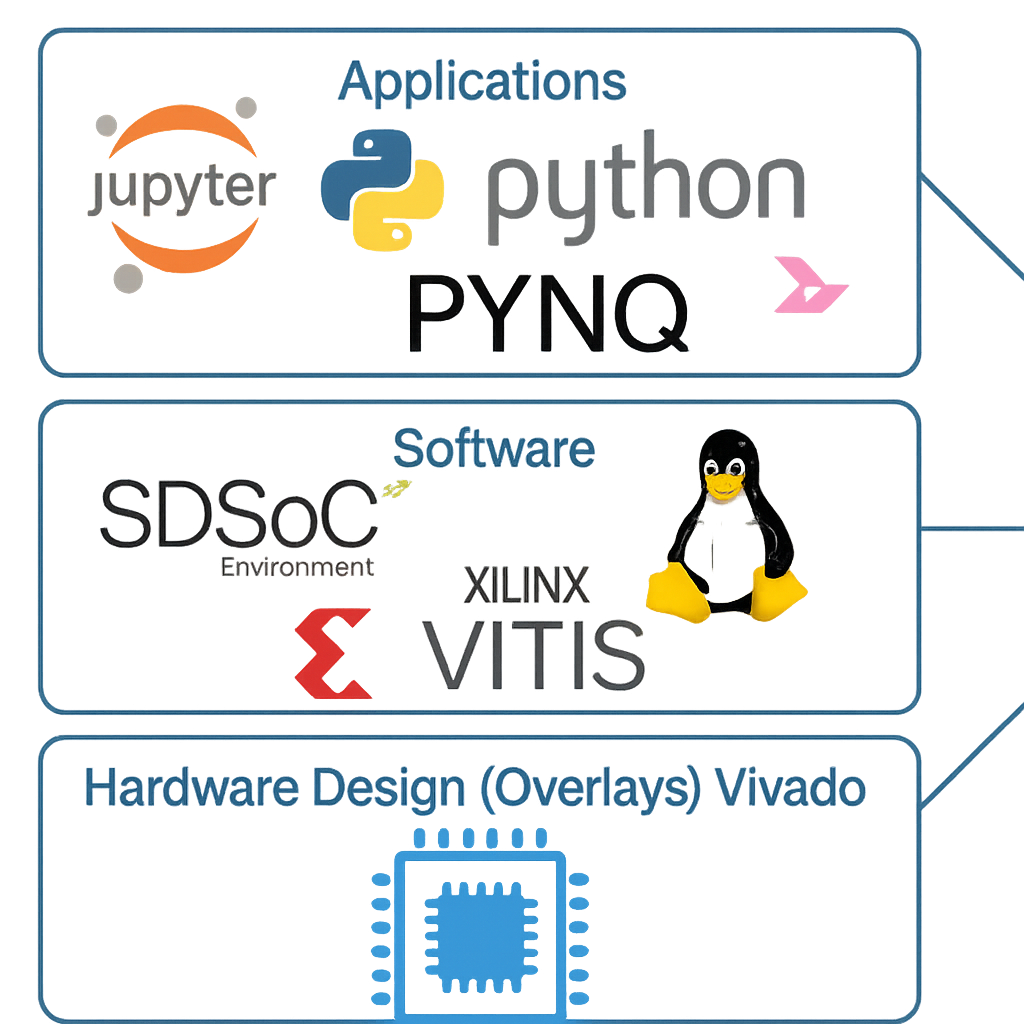 Applications
jupyter
python
PYNQ
Software
SDSoC
Environment
XILINX
VITIS
Hardware Design (Overlays) Vivado